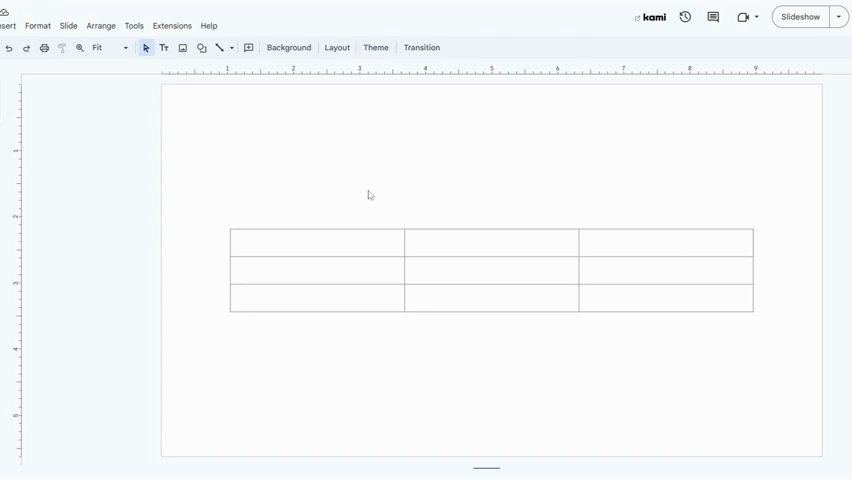 kami
Slideshow
sert Format Slide Arrange Tools Extensions Help
Fit Background Layout Theme Transition
1 2 3 4 5 6 7 8 9
1
2
3
4
5